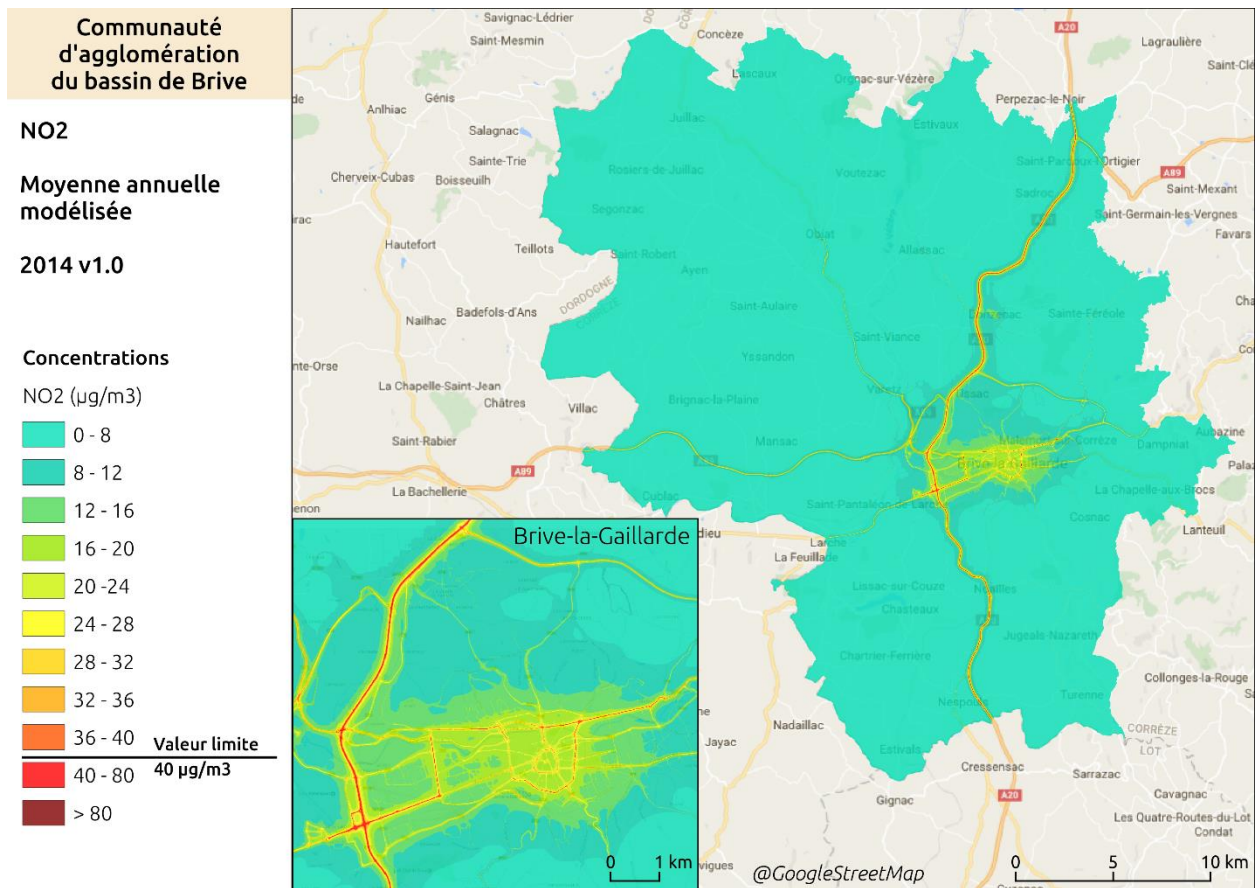 Communauté
d'agglomération
du bassin de Brive
NO2
Moyenne annuelle
modélisée
2014 v1.0
Concentrations
NO2 (µg/m3)
0 - 8
8 - 12
12 - 16
16 - 20
20 - 24
24 - 28
28 - 32
32 - 36
36 - 40
Valeur limite
40 µg/m3
40 - 80
> 80
Savignac-Lédrier
Saint-Mesmin
Concèze
A20
Lagraulière
Lascaux
Orgnac-sur-Vézère
Génis
Anlhiac
Perpezac-le-Noir
Juillac
Estivaux
Salagnac
Sainte-Trie
Cherveix-Cubas
Boisseuilh
Rosiers-de-Juillac
Voutezac
Saint-Pardoux-l'Ortigier
A89
Saint-Mexant
Sadroc
Segonzac
Saint-Germain-les-Vergnes
Favars
Hautefort
Teillots
Objat
Allassac
Saint-Robert
Ayen
DORDOGNE
CORRÈZE
Badefols-d'Ans
Nailhac
Saint-Aulaire
Donzenac
Sainte-Féréole
Saint-Viance
Yssandon
La Chapelle-Saint-Jean
Châtres
Villac
Brignac-la-Plaine
Varetz
Ussac
Saint-Rabier
Mansac
Malemort-sur-Corrèze
Aubazine
Dampniat
Brive-la-Gaillarde
A89
La Bachellerie
Cublac
Saint-Pantaléon-de-Larche
La Chapelle-aux-Brocs
Cosnac
Lanteuil
Larche
La Feuillade
Lissac-sur-Couze
Noailles
Chasteaux
Jugeals-Nazareth
Chartrier-Ferrière
Collonges-la-Rouge
Nespouls
Turenne
Nadaillac
Jayac
Estivals
CORRÈZE
LOT
Cressensac
Sarrazac
A20
Gignac
Cavagnac
Les Quatre-Routes-du-Lot
Condat
Brive-la-Gaillarde
0 1 km
@GoogleStreetMap
0 5 10 km